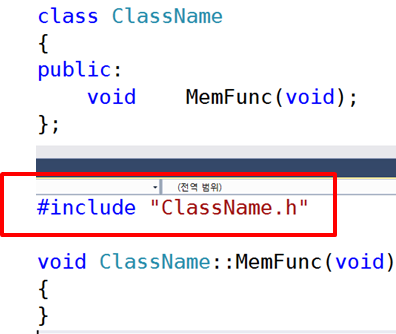 class ClassName
{
public:
    void    MemFunc(void);
};
(전역 범위)
#include "ClassName.h"
void ClassName::MemFunc(void)
{
}